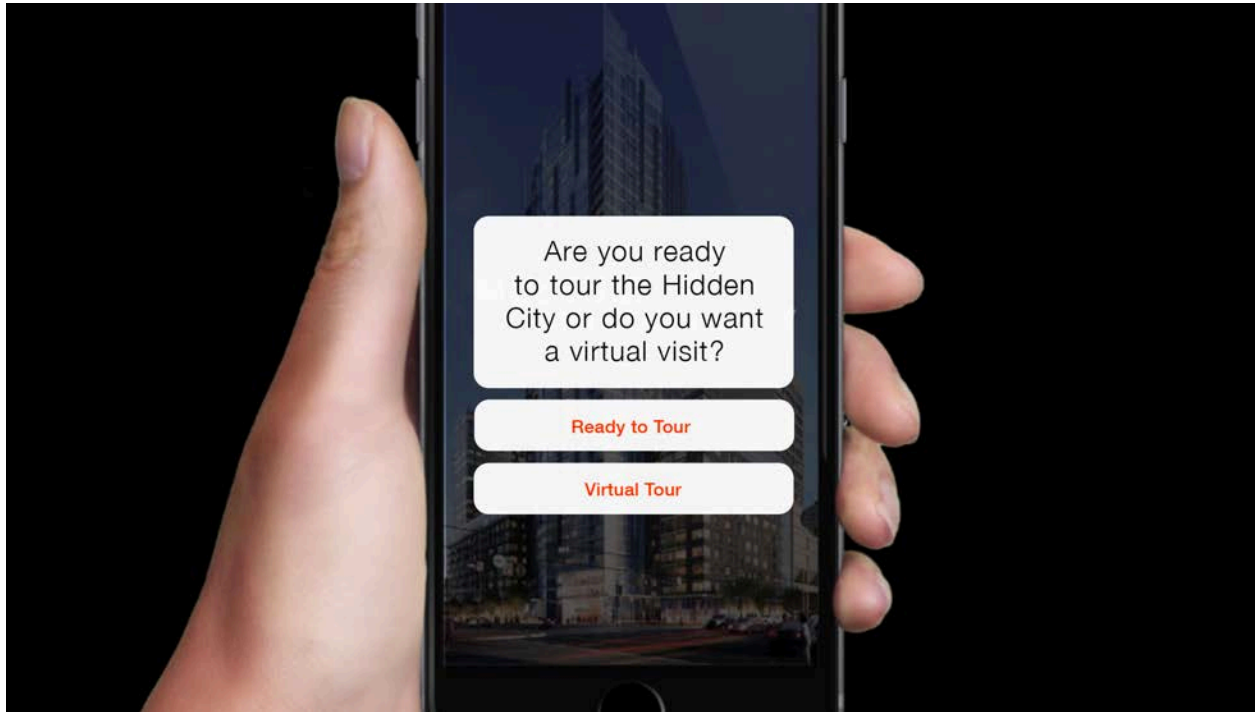 Are you ready
to tour the Hidden
City or do you want
a virtual visit?
Ready to Tour
Virtual Tour